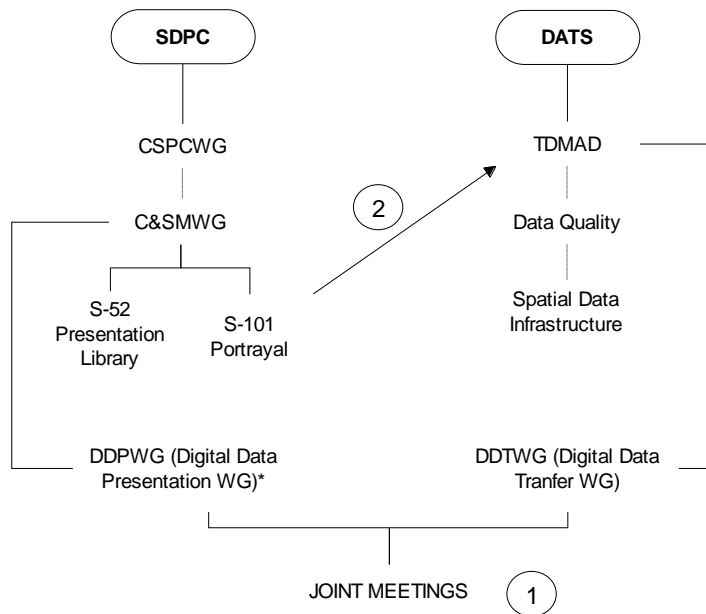 SDPC
DATS
CSPCWG
TDMAD
2
C&SMWG
Data Quality
S-52
Presentation
Library
S-101
Portrayal
Spatial Data
Infrastructure
DDPWG (Digital Data
Presentation WG)*
DDTWG (Digital Data
Tranfer WG)
JOINT MEETINGS
1